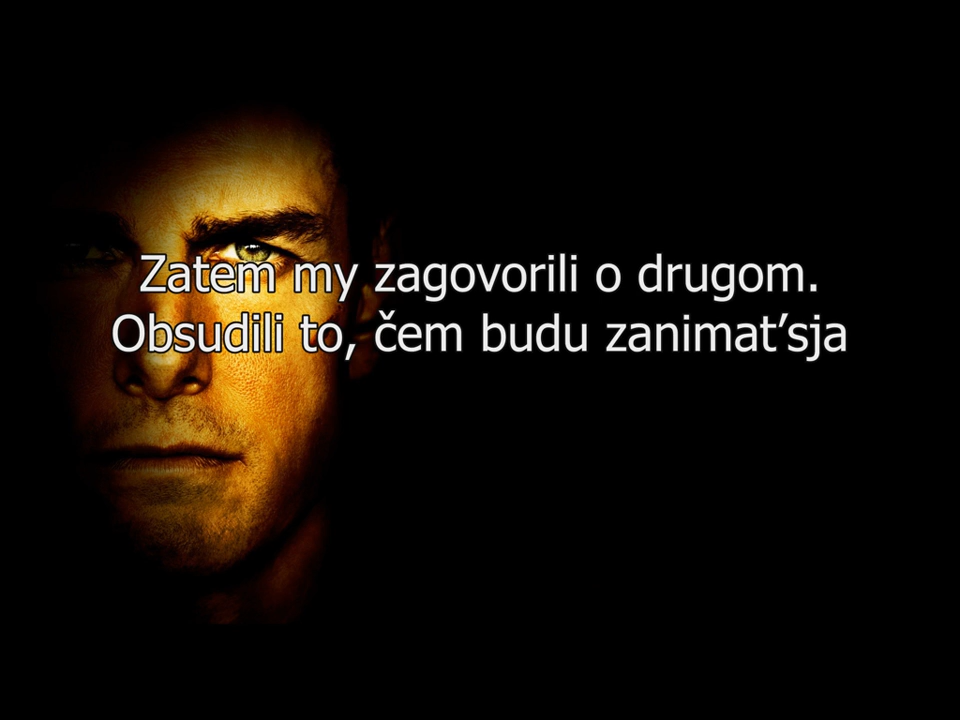 Zatem my zagovorili o drugom.
Obsudili to, čem budu zanimat’sja